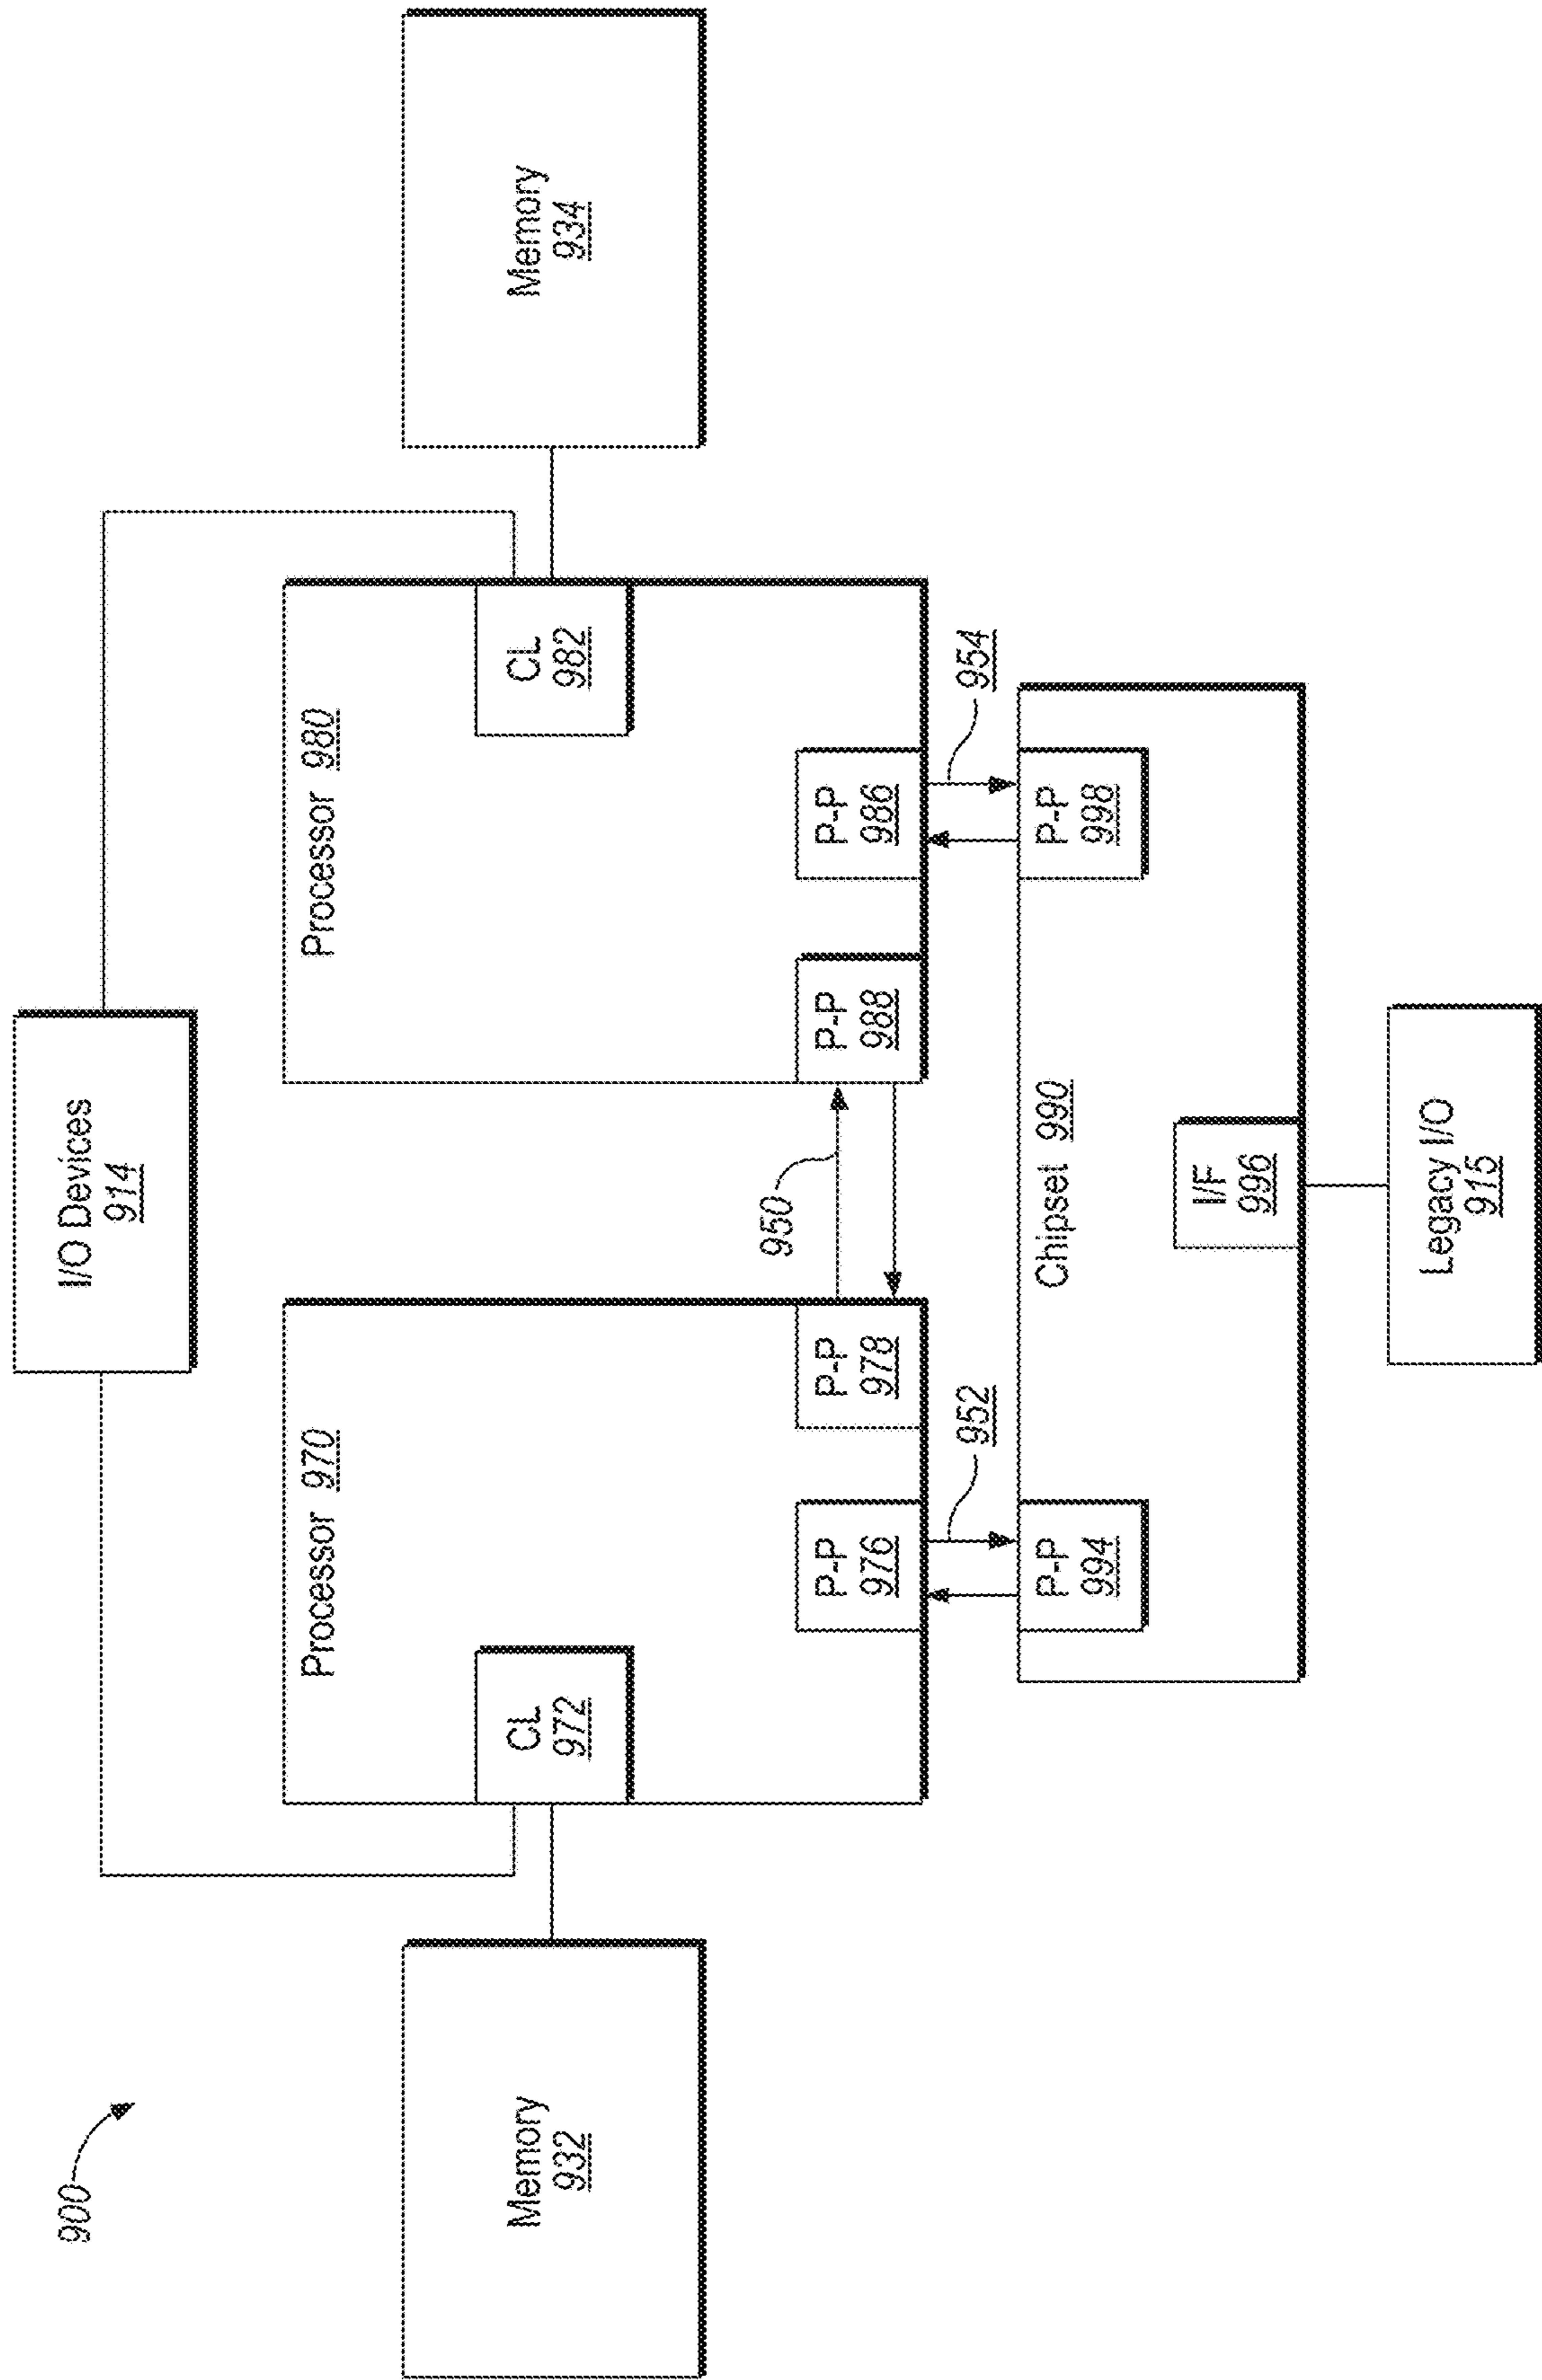 900
I/O Devices
914
Processor 970
Processor 980
Memory
932
CL
972
CL
982
Memory
934
950
P-P
976
P-P
978
P-P
988
P-P
986
952
954
P-P
994
Chipset 990
P-P
998
I/F
996
Legacy I/O
915